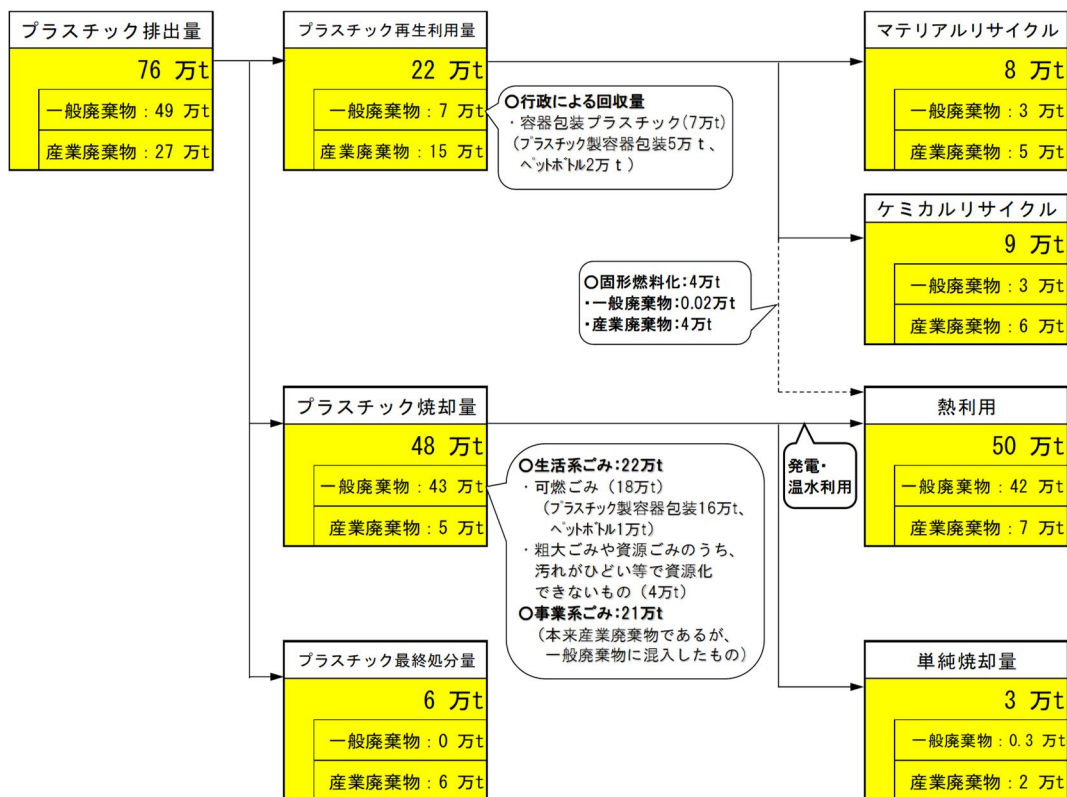 プラスチック排出量
76 万t
一般廃棄物：49 万t
産業廃棄物：27 万t
プラスチック再生利用量
22 万t
一般廃棄物：7 万t
産業廃棄物：15 万t
○行政による回収量
・容器包装プラスチック(7万t)
(プラスチック製容器包装5万ｔ、
ペットボトル2万ｔ)
マテリアルリサイクル
8 万t
一般廃棄物：3 万t
産業廃棄物：5 万t
ケミカルリサイクル
9 万t
一般廃棄物：3 万t
産業廃棄物：6 万t
○固形燃料化:4万t
・一般廃棄物:0.02万t
・産業廃棄物:4万t
プラスチック焼却量
48 万t
一般廃棄物：43 万t
産業廃棄物：5 万t
○生活系ごみ:22万t
・可燃ごみ（18万t）
(プラスチック製容器包装16万t、
ペットボトル1万t)
・粗大ごみや資源ごみのうち、
汚れがひどい等で資源化
できないもの（4万t）
○事業系ごみ:21万t
（本来産業廃棄物であるが、
一般廃棄物に混入したもの）
発電・
温水利用
熱利用
50 万t
一般廃棄物：42 万t
産業廃棄物：7 万t
プラスチック最終処分量
6 万t
一般廃棄物：0 万t
産業廃棄物：6 万t
単純焼却量
3 万t
一般廃棄物：0.3 万t
産業廃棄物：2 万t